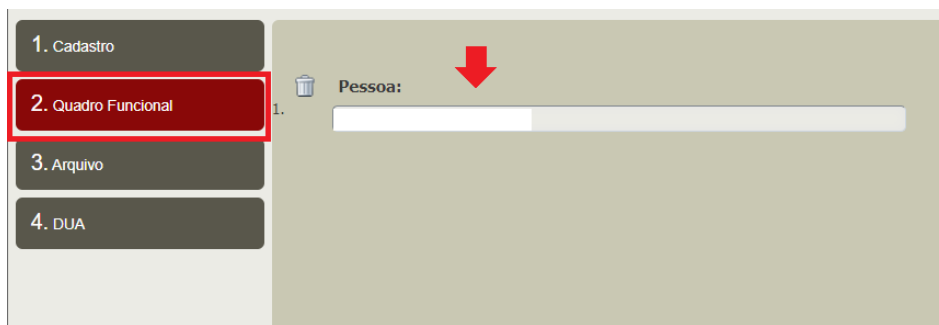 1. Cadastro
2. Quadro Funcional
3. Arquivo
4. DUA
Pessoa:
1.